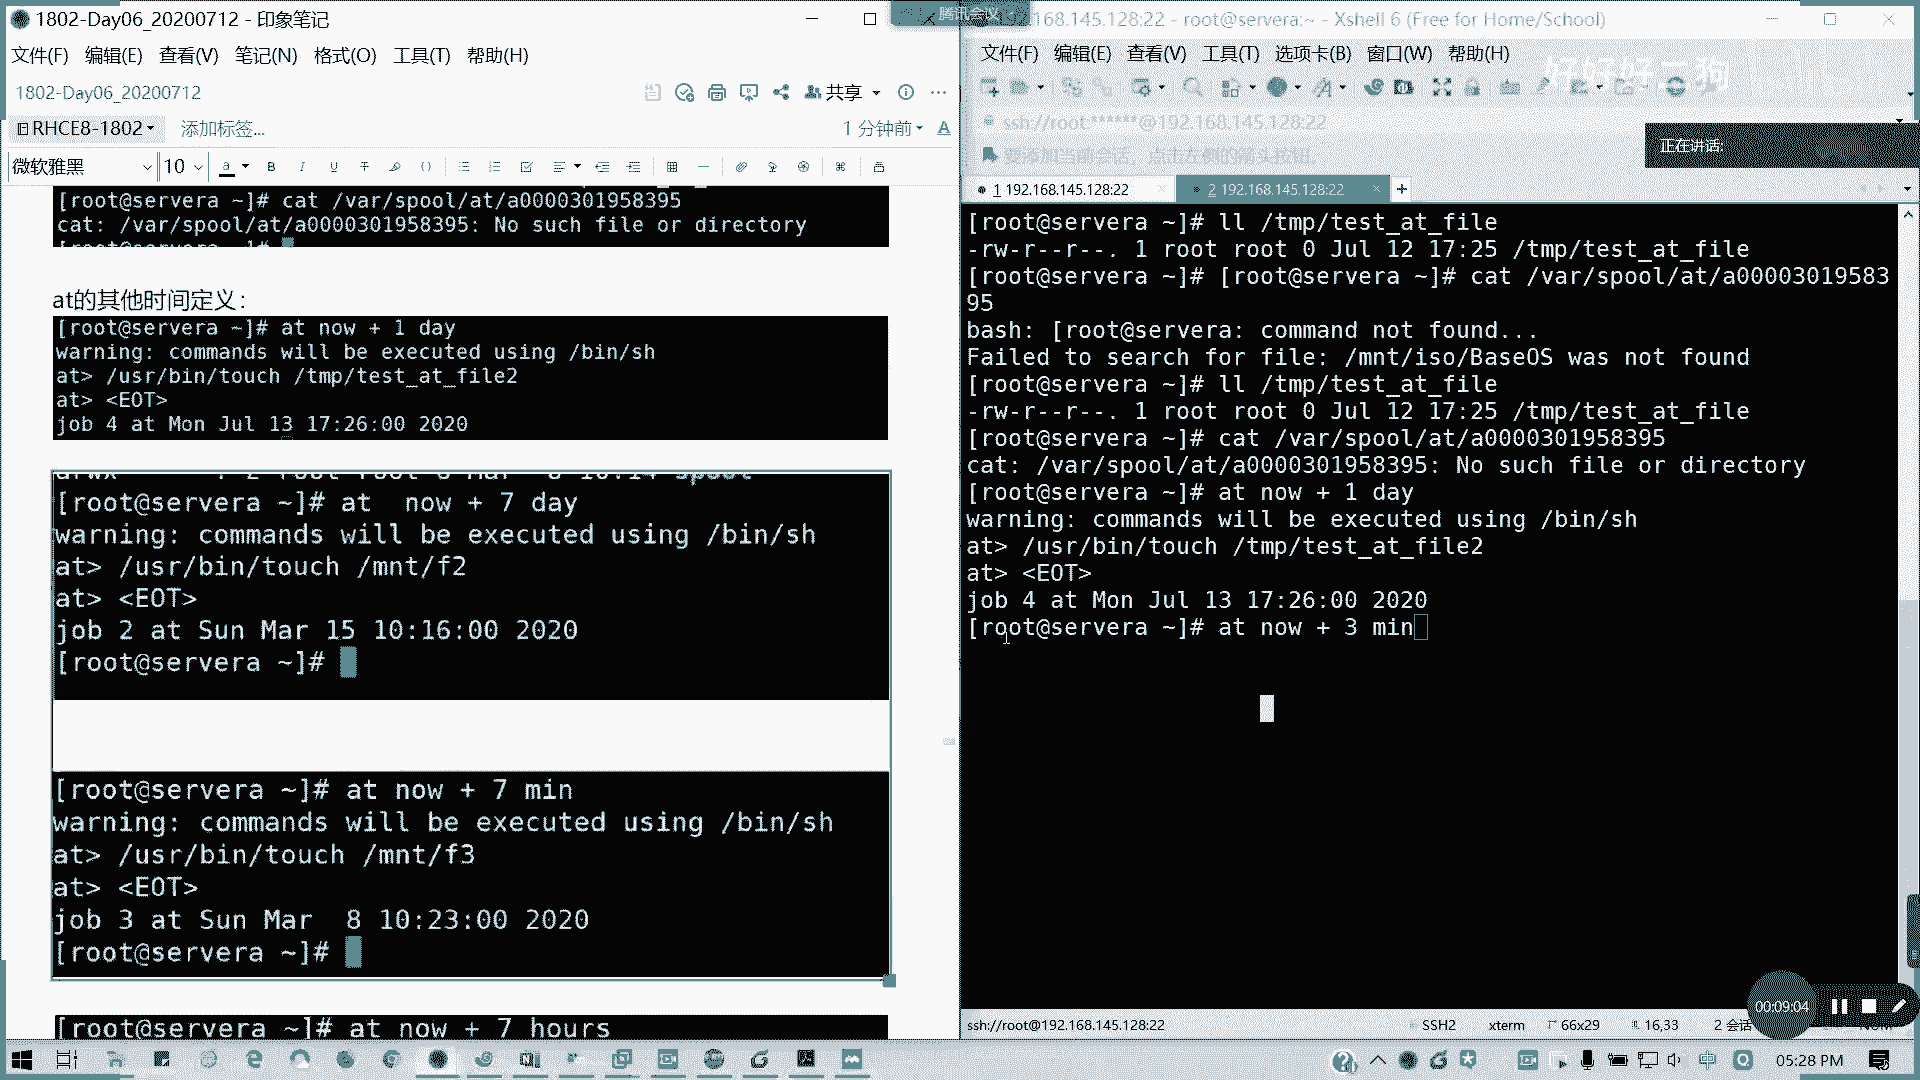 1802-Day06_20200712 - 印象笔记
文件(F) 编辑(E) 查看(V) 笔记(N) 格式(O) 工具(T) 帮助(H)
1802-Day06_20200712
共享
RHCE8-1802
添加标签...
1 分钟前
微软雅黑
10
[root@servera ~]# cat /var/spool/at/a0000301958395
cat: /var/spool/at/a0000301958395: No such file or directory
at的其他时间定义:
[root@servera ~]# at now + 1 day
warning: commands will be executed using /bin/sh
at> /usr/bin/touch /tmp/test_at_file2
at> <EOT>
job 4 at Mon Jul 13 17:26:00 2020
[root@servera ~]# at  now + 7 day
warning: commands will be executed using /bin/sh
at> /usr/bin/touch /mnt/f2
at> <EOT>
job 2 at Sun Mar 15 10:16:00 2020
[root@servera ~]#
[root@servera ~]# at now + 7 min
warning: commands will be executed using /bin/sh
at> /usr/bin/touch /mnt/f3
at> <EOT>
job 3 at Sun Mar  8 10:23:00 2020
[root@servera ~]#
[root@servera ~]# at now + 7 hours
腾讯会议
168.145.128:22 - root@servera:~ - Xshell 6 (Free for Home/School)
文件(F) 编辑(E) 查看(V) 工具(T) 选项卡(B) 窗口(W) 帮助(H)
好好好二狗
ssh://root:******@192.168.145.128:22
要添加当前会话，点击左侧的箭头按钮。
正在讲话:
1 192.168.145.128:22
2 192.168.145.128:22
[root@servera ~]# ll /tmp/test_at_file
-rw-r--r--. 1 root root 0 Jul 12 17:25 /tmp/test_at_file
[root@servera ~]# [root@servera ~]# cat /var/spool/at/a00003019583
95
bash: [root@servera: command not found...
Failed to search for file: /mnt/iso/BaseOS was not found
[root@servera ~]# ll /tmp/test_at_file
-rw-r--r--. 1 root root 0 Jul 12 17:25 /tmp/test_at_file
[root@servera ~]# cat /var/spool/at/a0000301958395
cat: /var/spool/at/a0000301958395: No such file or directory
[root@servera ~]# at now + 1 day
warning: commands will be executed using /bin/sh
at> /usr/bin/touch /tmp/test_at_file2
at> <EOT>
job 4 at Mon Jul 13 17:26:00 2020
[root@servera ~]# at now + 3 min
00:09:04
ssh://root@192.168.145.128:22
SSH2
xterm
66x29
16,33
2 会话
NUM
中
05:28 PM